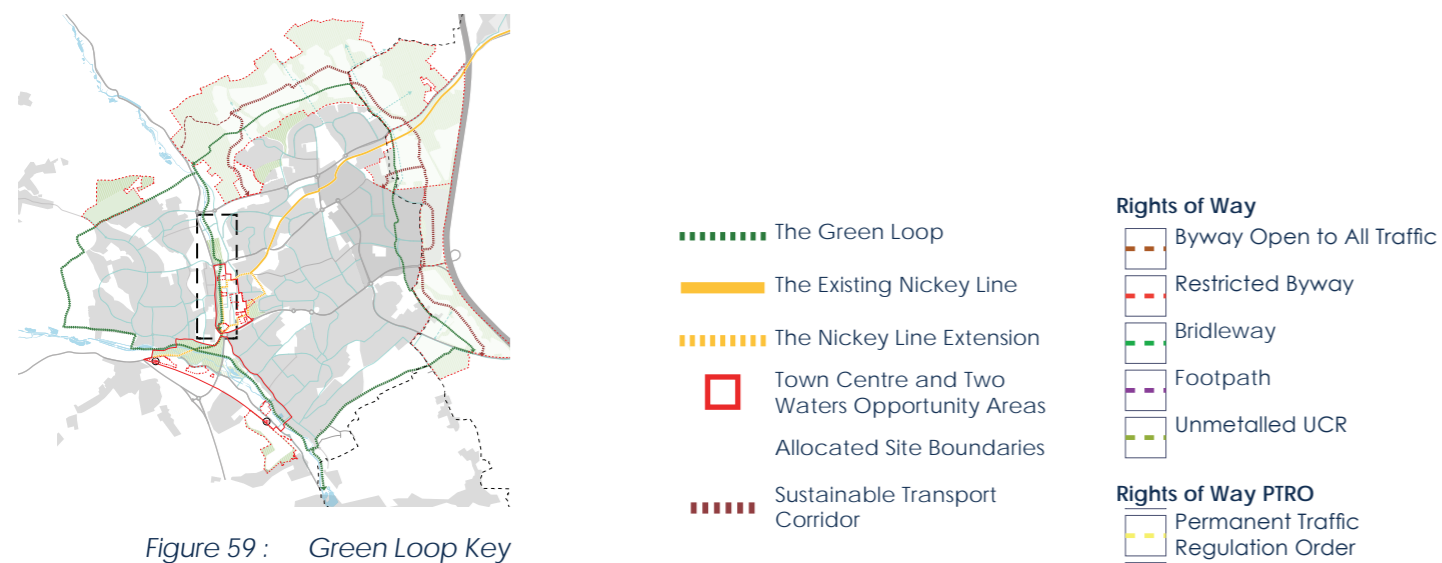 The Green Loop
The Existing Nickey Line
The Nickey Line Extension
Town Centre and Two
Waters Opportunity Areas
Allocated Site Boundaries
Sustainable Transport
Corridor
Rights of Way
Byway Open to All Traffic
Restricted Byway
Bridleway
Footpath
Unmetalled UCR
Rights of Way PTRO
Permanent Traffic
Regulation Order
Figure 59 : Green Loop Key